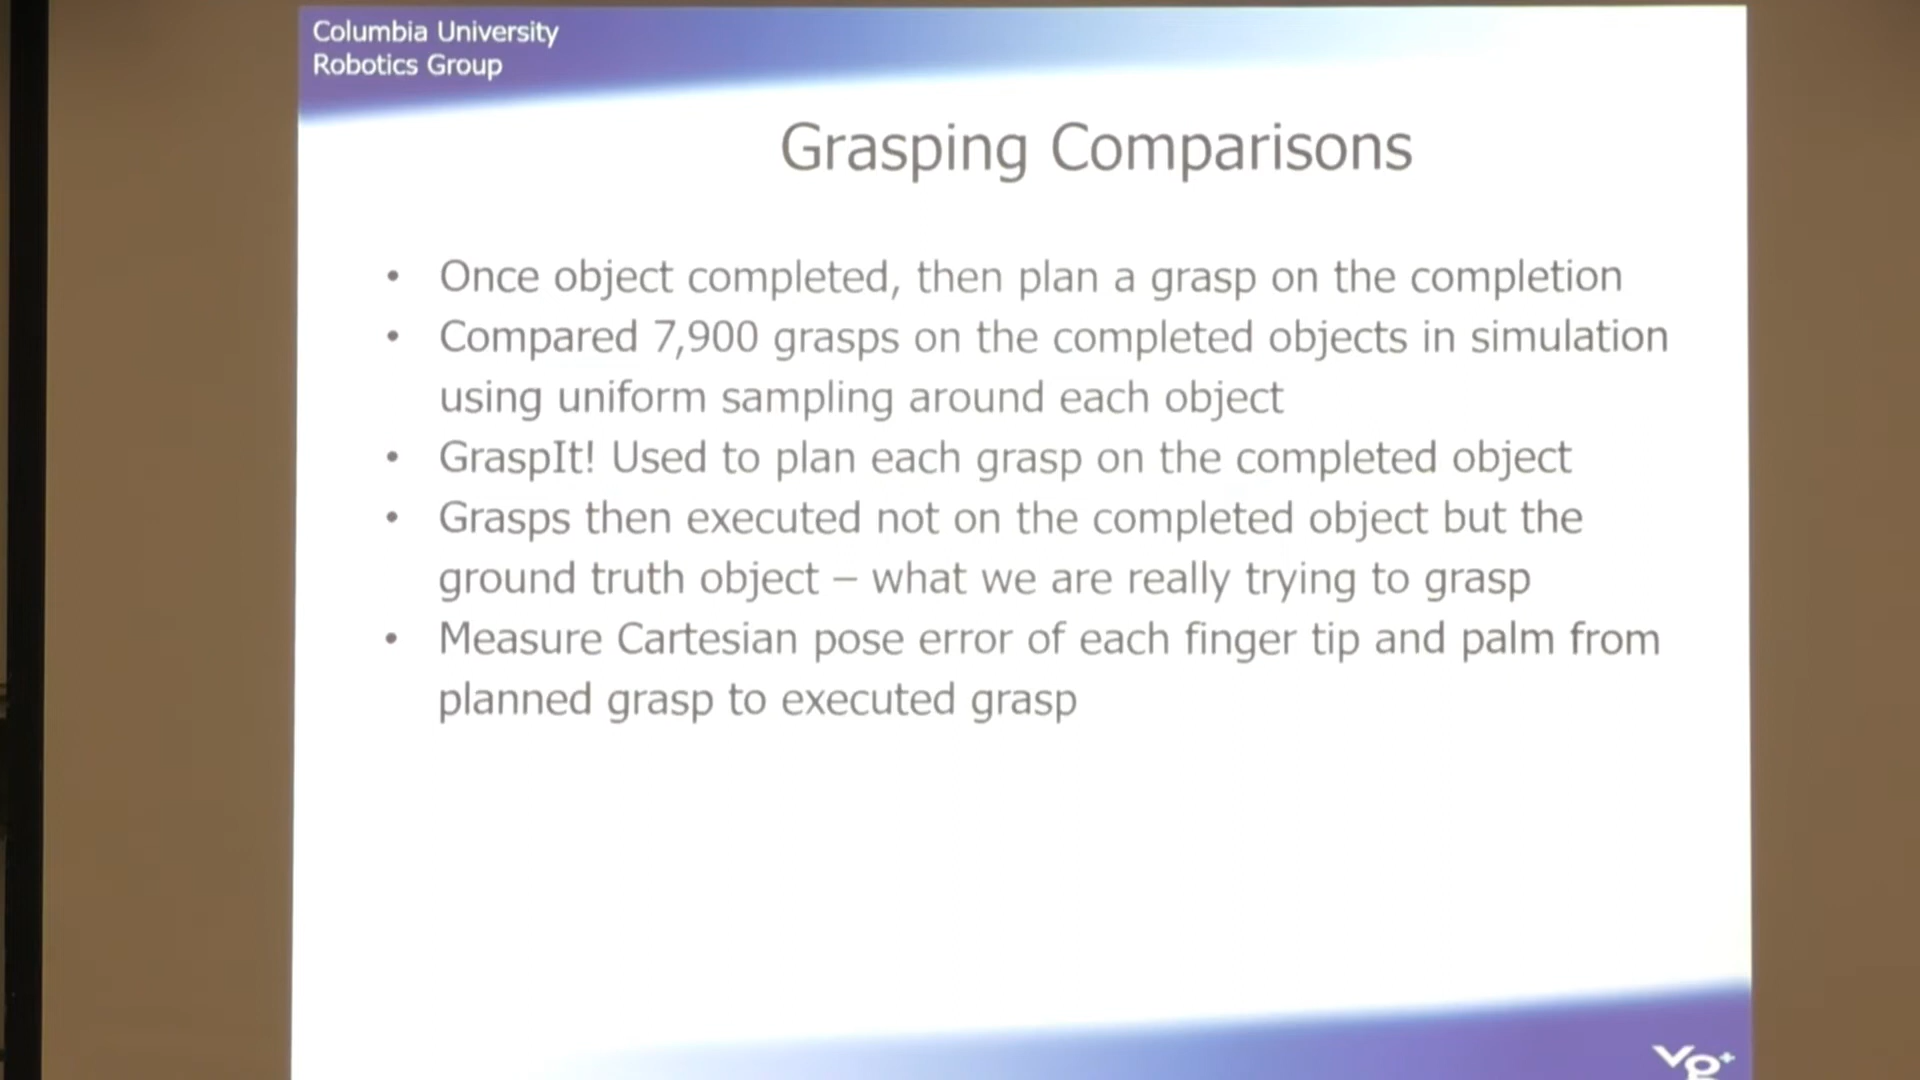 Columbia University
Robotics Group
Grasping Comparisons
• Once object completed, then plan a grasp on the completion
• Compared 7,900 grasps on the completed objects in simulation
using uniform sampling around each object
• GraspIt! Used to plan each grasp on the completed object
• Grasps then executed not on the completed object but the
ground truth object – what we are really trying to grasp
• Measure Cartesian pose error of each finger tip and palm from
planned grasp to executed grasp